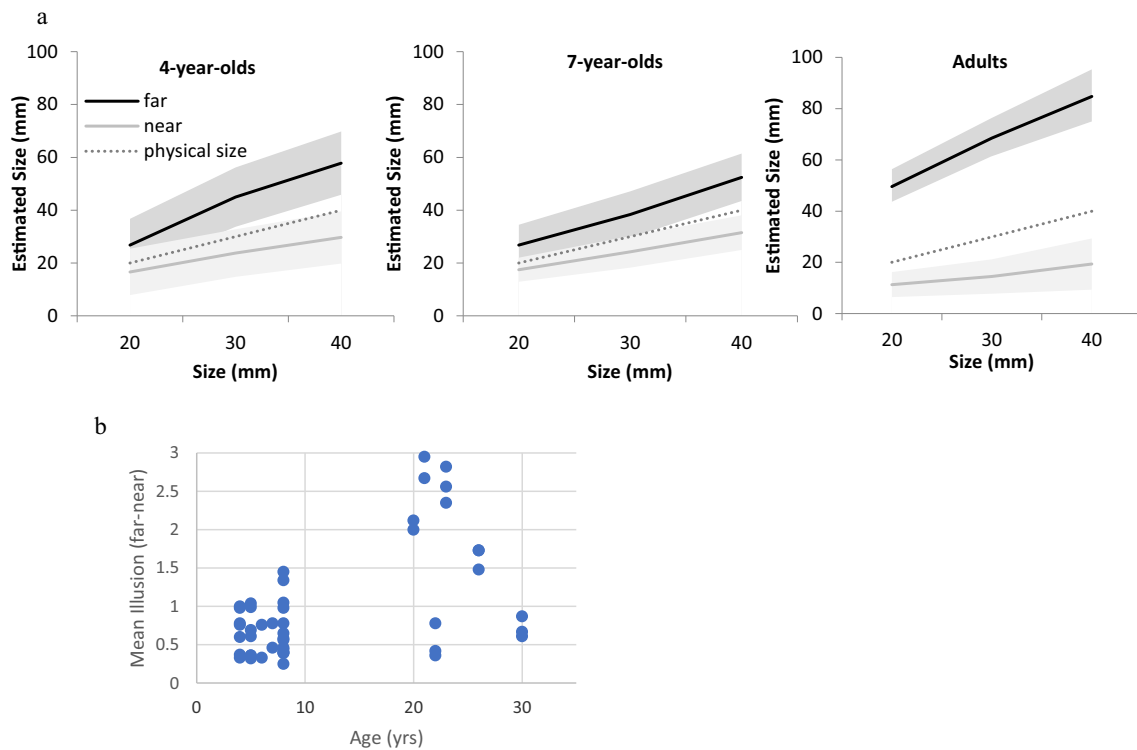 a
4-year-olds
far
near
physical size
100
80
60
40
20
0
Estimated Size (mm)
20 30 40
Size (mm)
7-year-olds
100
80
60
40
20
0
Estimated Size (mm)
20 30 40
Size (mm)
Adults
100
80
60
40
20
0
Estimated Size (mm)
20 30 40
Size (mm)
b
3
2.5
2
1.5
1
0.5
0
Mean Illusion (far-near)
0 10 20 30
Age (yrs)